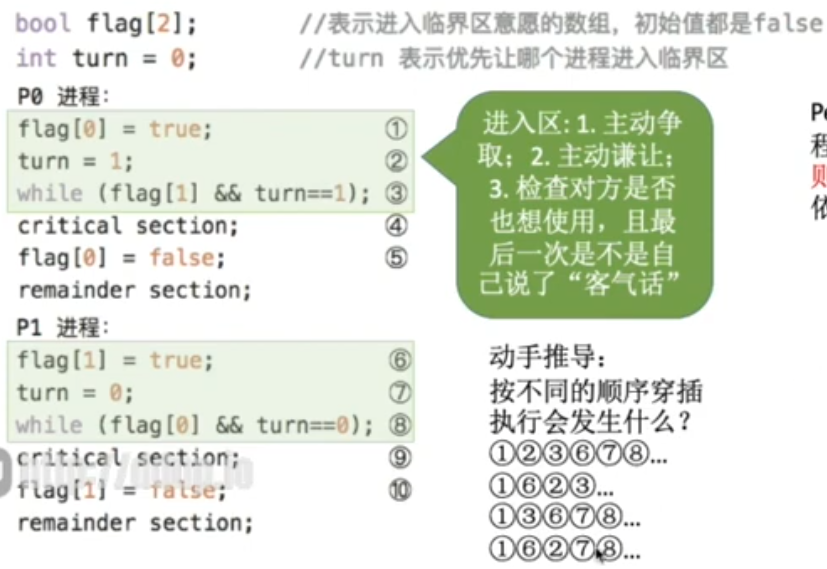 bool flag[2];    //表示进入临界区意愿的数组，初始值都是false
int turn = 0;    //turn 表示优先让哪个进程进入临界区
P0 进程：
flag[0] = true; ①
turn = 1; ②
while (flag[1] && turn==1); ③
critical section; ④
flag[0] = false; ⑤
remainder section;
P1 进程：
flag[1] = true; ⑥
turn = 0; ⑦
while (flag[0] && turn==0); ⑧
critical section; ⑨
flag[1] = false; ⑩
remainder section;
进入区：1. 主动争
取；2. 主动谦让；
3. 检查对方是否
也想使用，且最
后一次是不是自
己说了“客气话”
动手推导：
按不同的顺序穿插
执行会发生什么？
①②③⑥⑦⑧...
①⑥②③...
①③⑥⑦⑧...
①⑥②⑦⑧...
程
则
依